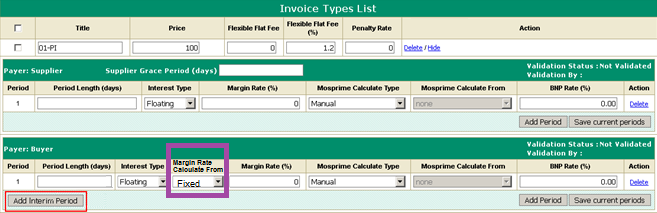 Invoice Types List
Title Price Flexible Flat Fee Flexible Flat Fee (%) Penalty Rate Action
01-PI 100 0 1.2 0 Delete / Hide
Payer: Supplier Supplier Grace Period (days) Validation Status : Not Validated
Validation By :
Period Period Length (days) Interest Type Margin Rate (%) Mosprime Calculate Type Mosprime Calculate From BNP Rate (%) Action
1 Floating 0 Manual none 0.00 Delete
Add Period Save current periods
Payer: Buyer Validation Status : Not Validated
Validation By :
Period Period Length (days) Interest Type Margin Rate Calculate From Margin Rate (%) Mosprime Calculate Type Mosprime Calculate From BNP Rate (%) Action
1 Floating Fixed 0 Manual none 0.00 Delete
Add Interim Period Add Period Save current periods